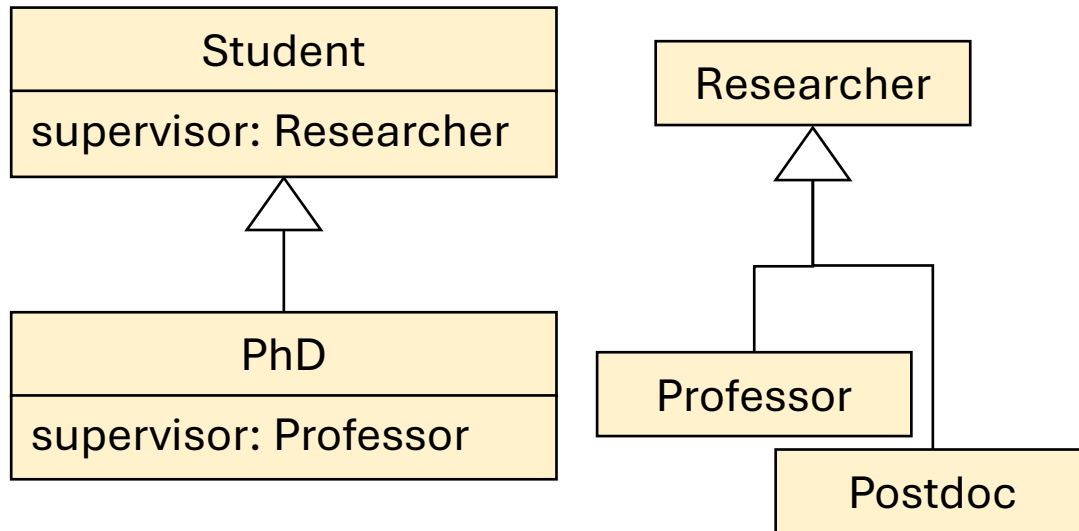 Student
supervisor: Researcher
PhD
supervisor: Professor
Researcher
Professor
Postdoc